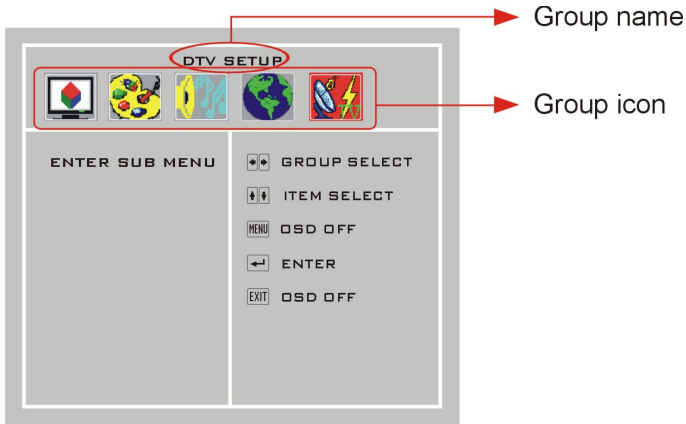 Group name
DTV SETUP
Group icon
TV
ENTER SUB MENU
GROUP SELECT
ITEM SELECT
MENU OSD OFF
ENTER
EXIT OSD OFF